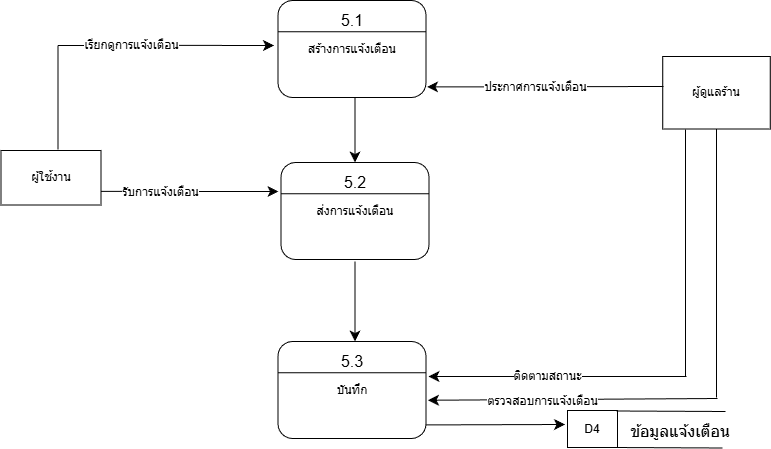 5.1
เรียกดูการแจ้งเตือน
สร้างการแจ้งเตือน
ประกาศการแจ้งเตือน
ผู้ดูแลร้าน
ผู้ใช้งาน
5.2
รับการแจ้งเตือน
ส่งการแจ้งเตือน
5.3
ติดตามสถานะ
บันทึก
ตรวจสอบการแจ้งเตือน
D4
ข้อมูลแจ้งเตือน